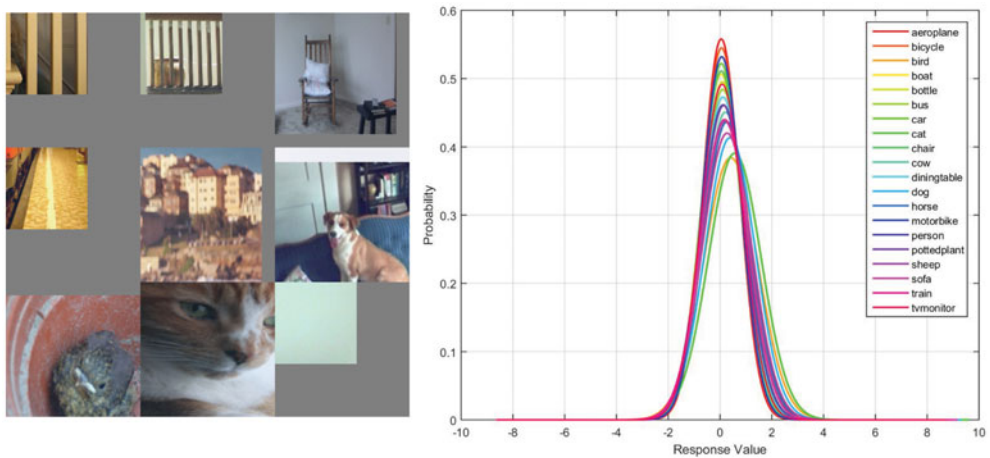 0.6
0.5
0.4
0.3
0.2
0.1
0
Probability
-10
-8
-6
-4
-2
0
2
4
6
8
10
Response Value
aeroplane
bicycle
bird
boat
bottle
bus
car
cat
chair
cow
diningtable
dog
horse
motorbike
person
pottedplant
sheep
sofa
train
tvmonitor